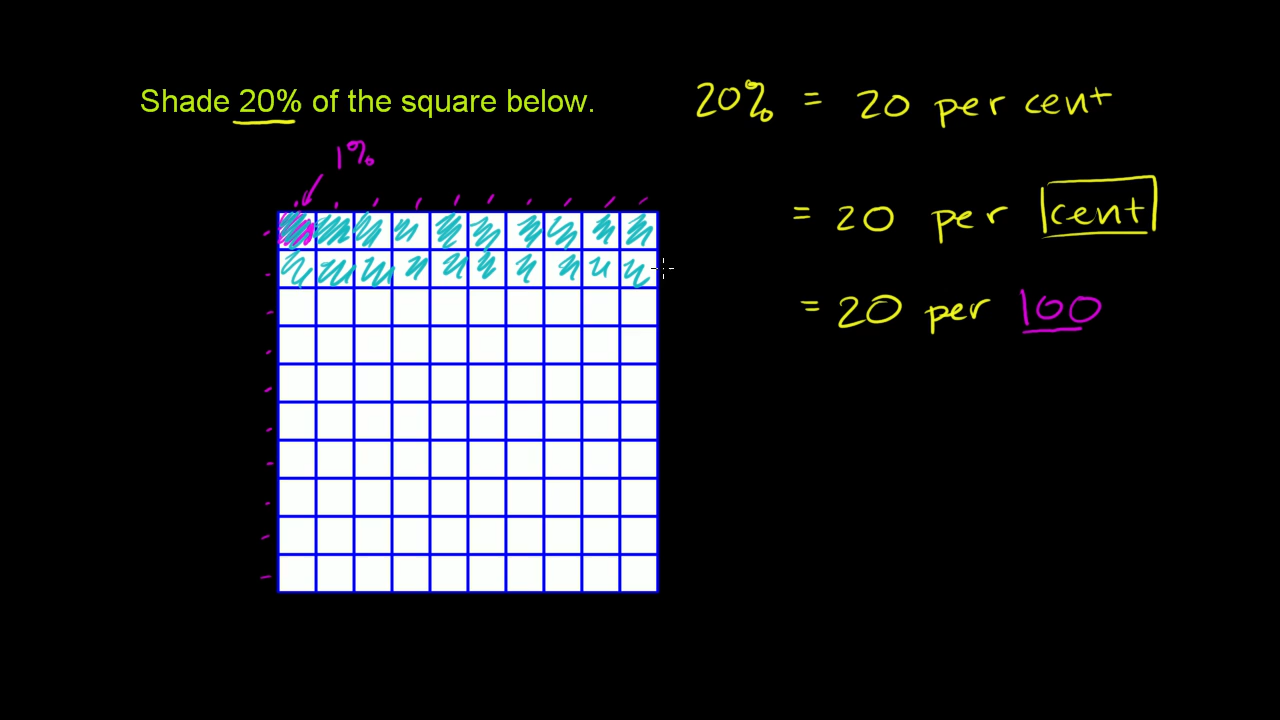 Shade 20% of the square below.
20% = 20 per cent
1%
= 20 per cent
= 20 per 100